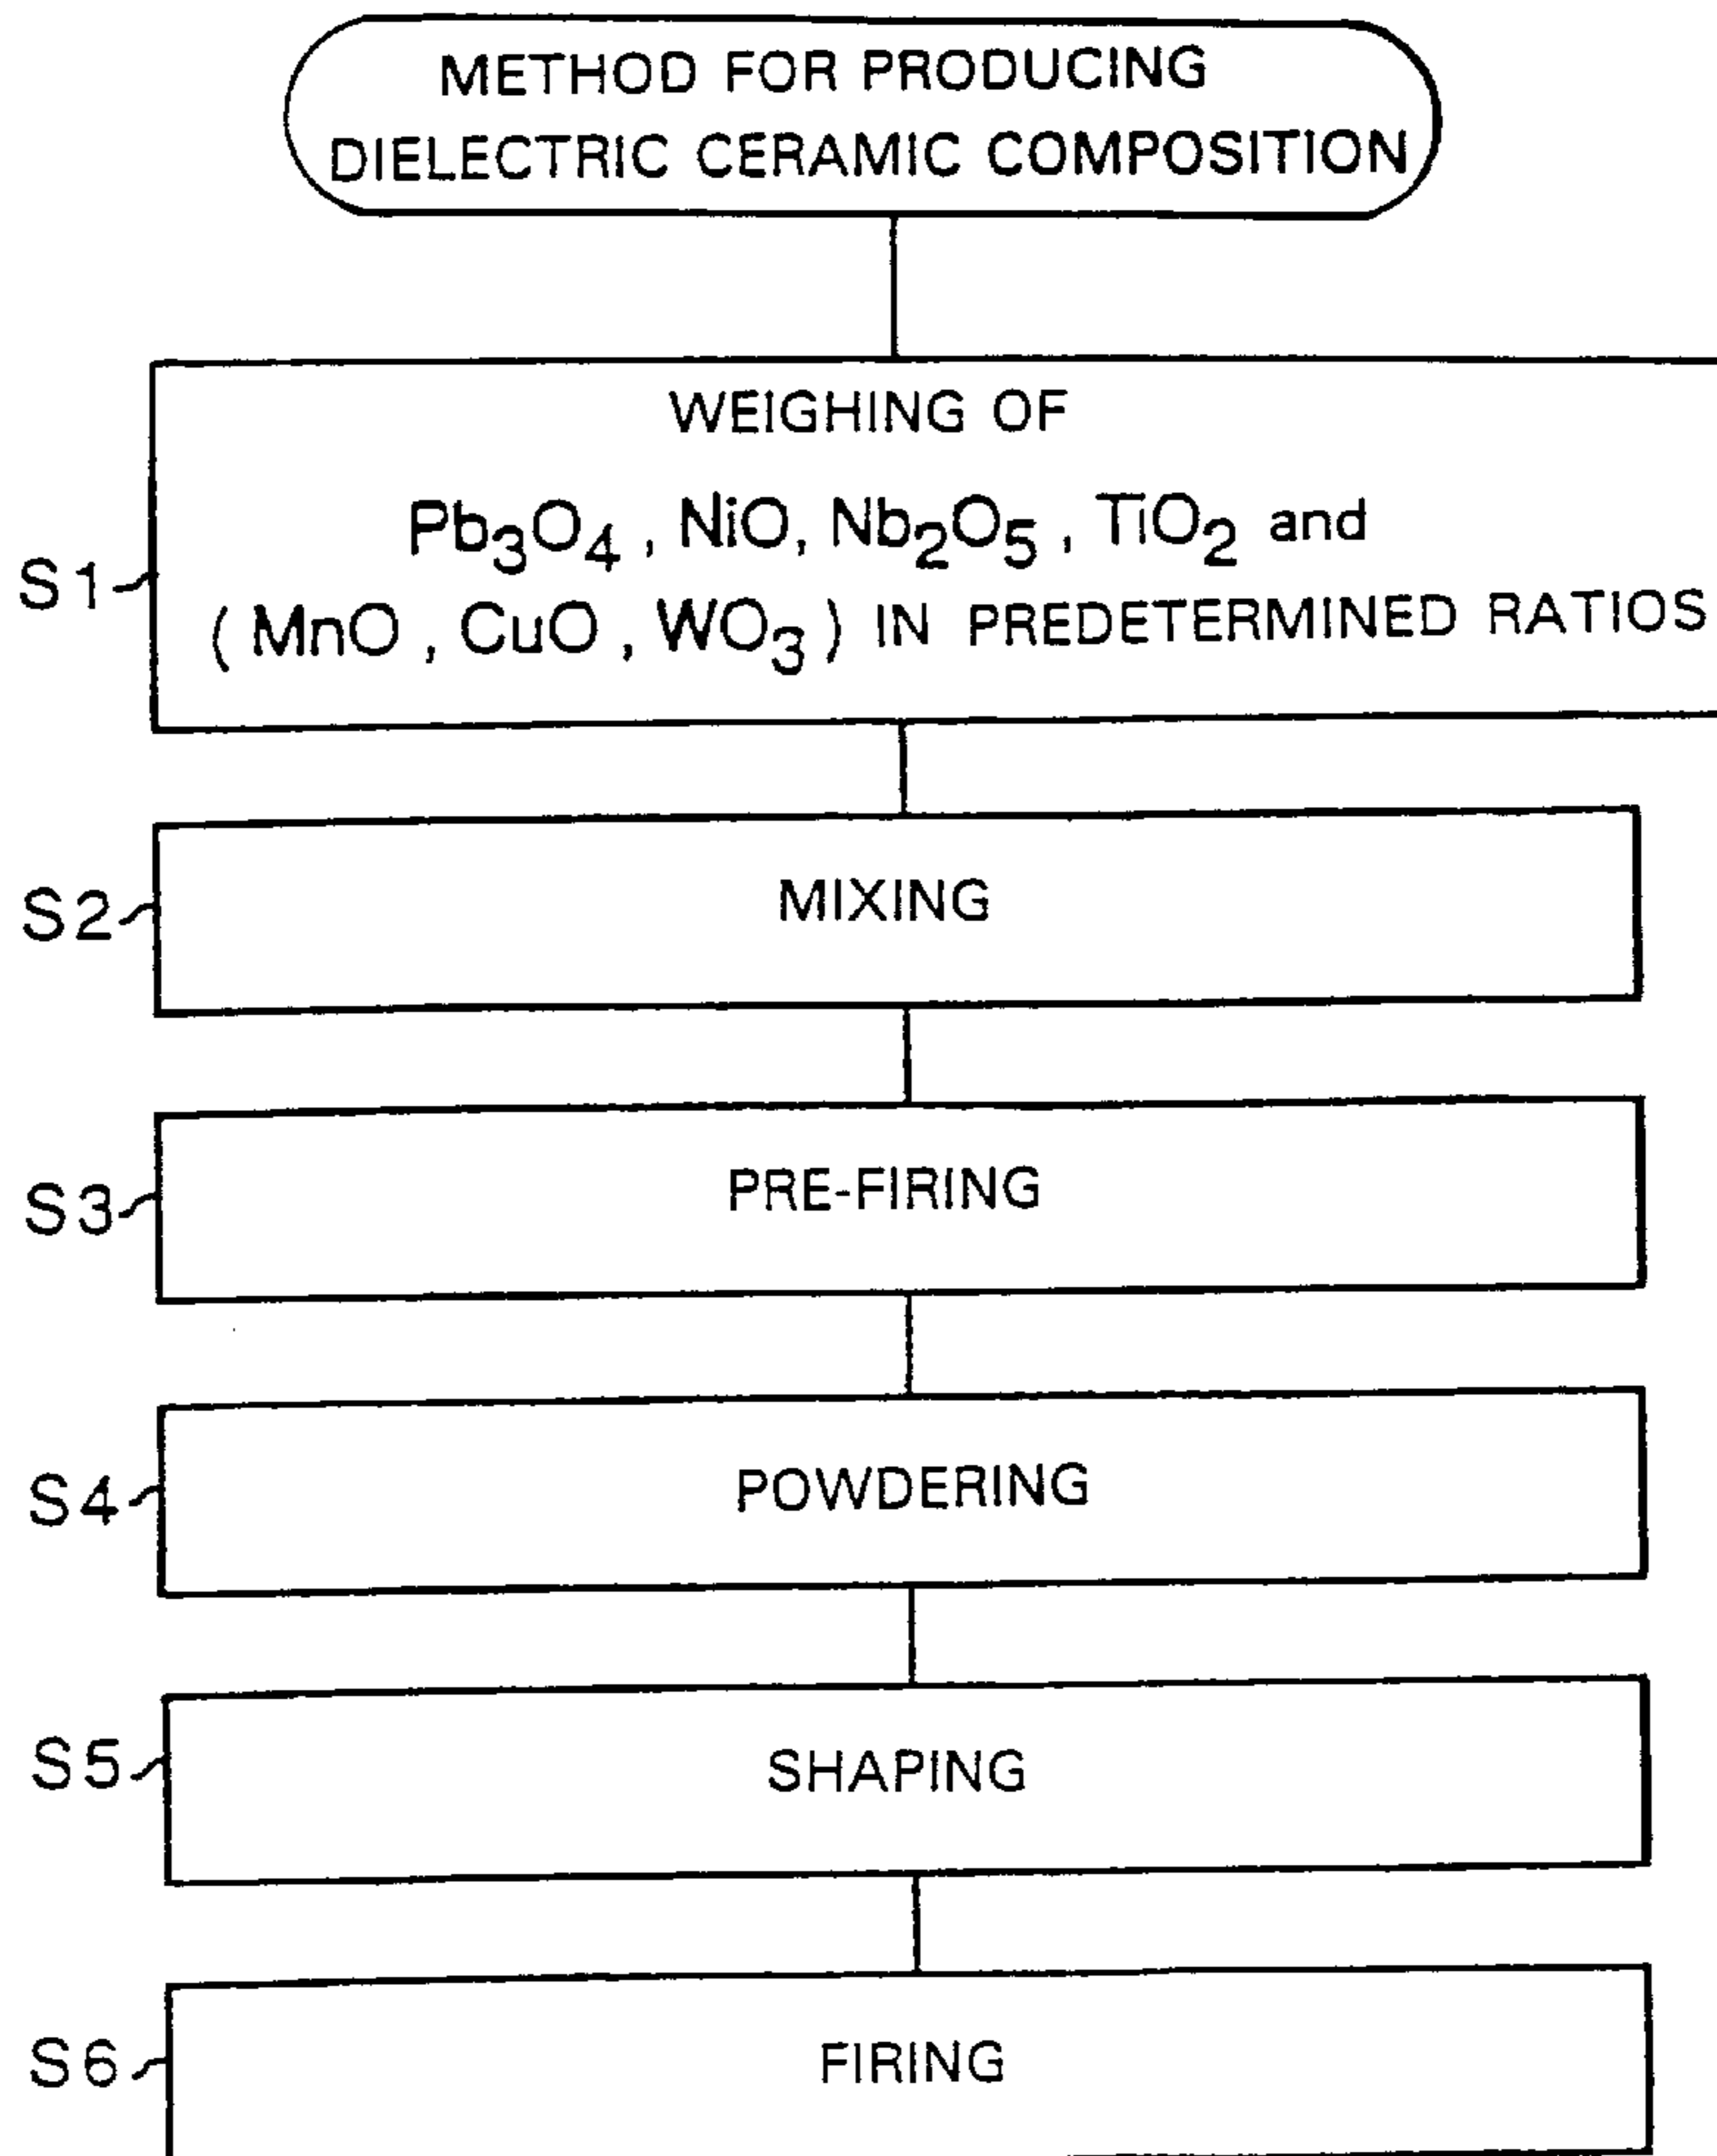 METHOD FOR PRODUCING
DIELECTRIC CERAMIC COMPOSITION
WEIGHING OF
Pb₃O₄, NiO, Nb₂O₅, TiO₂ and
S1
(MnO, CuO, WO₃) IN PREDETERMINED RATIOS
S2
MIXING
S3
PRE-FIRING
S4
POWDERING
S5
SHAPING
S6
FIRING